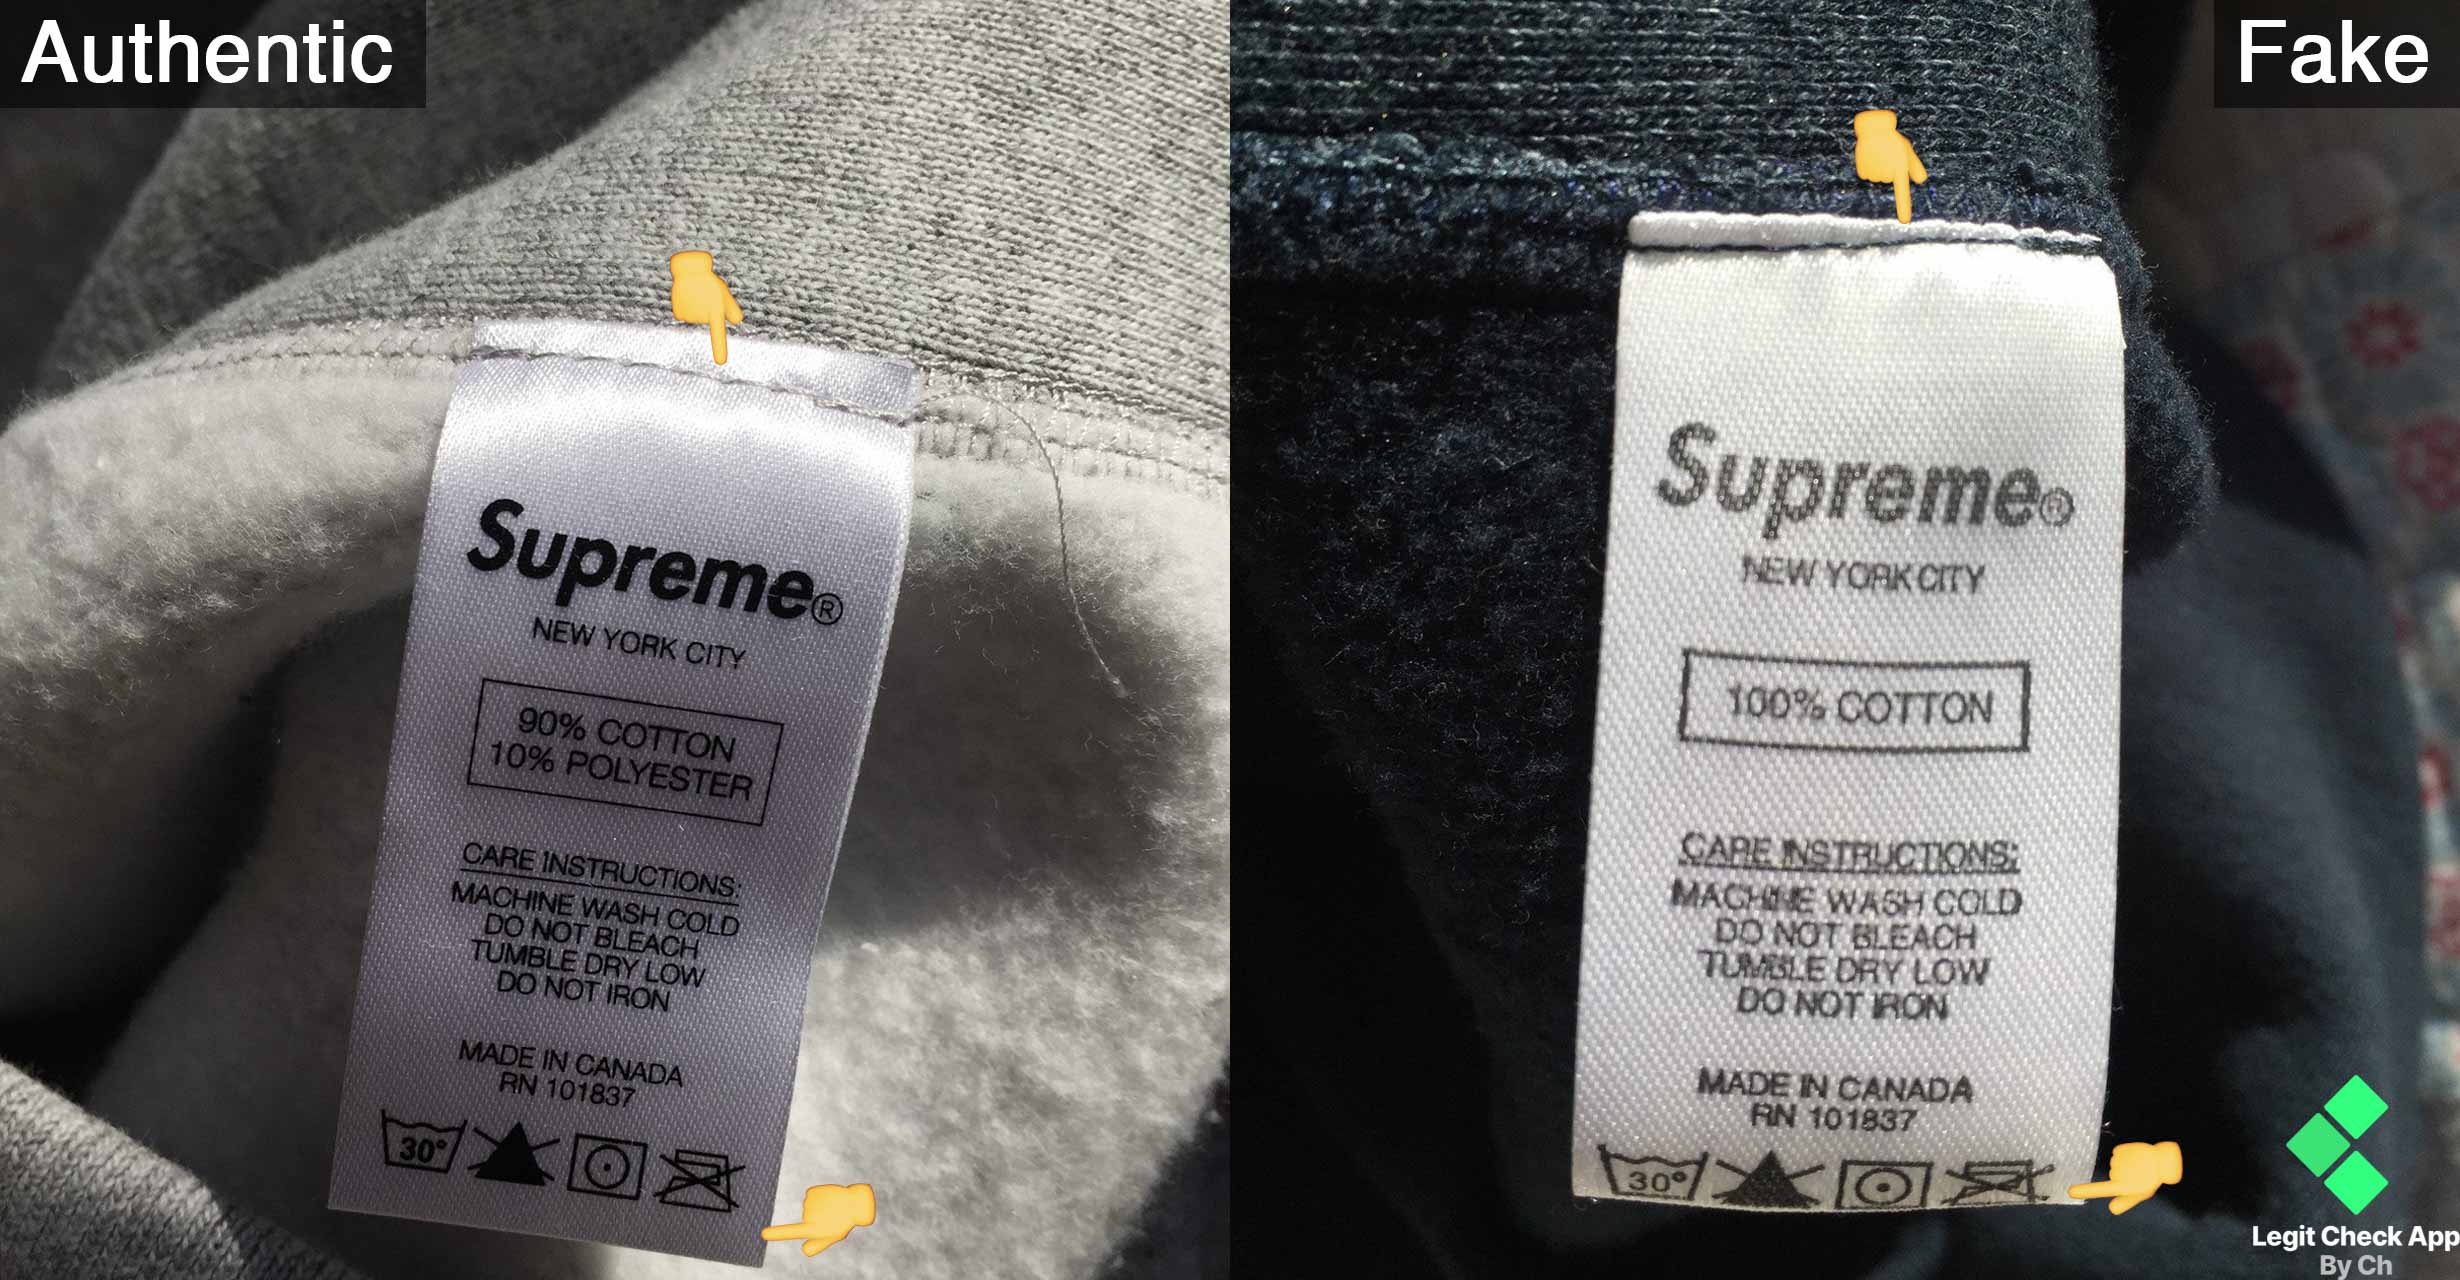 Authentic
Supreme®
NEW YORK CITY
90% COTTON
10% POLYESTER
CARE INSTRUCTIONS:
MACHINE WASH COLD
DO NOT BLEACH
TUMBLE DRY LOW
DO NOT IRON
MADE IN CANADA
RN 101837
30°
Fake
Supreme®
NEW YORK CITY
100% COTTON
CARE INSTRUCTIONS:
MACHINE WASH COLD
DO NOT BLEACH
TUMBLE DRY LOW
DO NOT IRON
MADE IN CANADA
RN 101837
30°
Legit Check App
By Ch